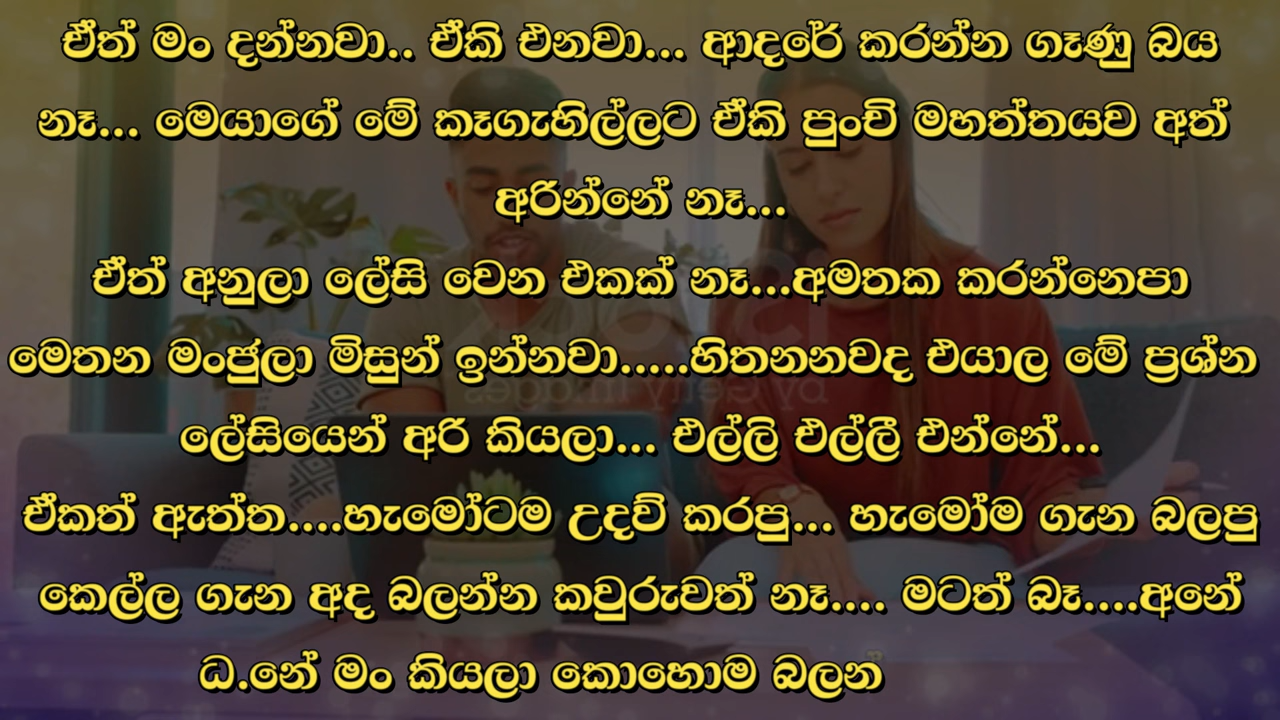 ඒත් මං දන්නවා.. ඒකි එනවා... ආදරේ කරන්න ගෑණු බය
නෑ... මෙයාගේ මේ කෑගැහිල්ලට ඒකි පුංචි මහත්තයව අත්
අරින්නේ නෑ...
ඒත් අනුලා ලේසි වෙන එකක් නෑ...අමතක කරන්නෙපා
මෙතන මංජුලා මිසුන් ඉන්නවා.....හිතනනවද එයාල මේ ප්‍රශ්න
ලේසියෙන් අරි කියලා... එල්ලි එල්ලී එන්නේ...
ඒකත් ඇත්ත....හැමෝටම උදව් කරපු... හැමෝම ගැන බලපු
කෙල්ල ගැන අද බලන්න කවුරුවත් නෑ.... මටත් බෑ....අනේ
ධ.නේ මං කියලා කොහොම බලන